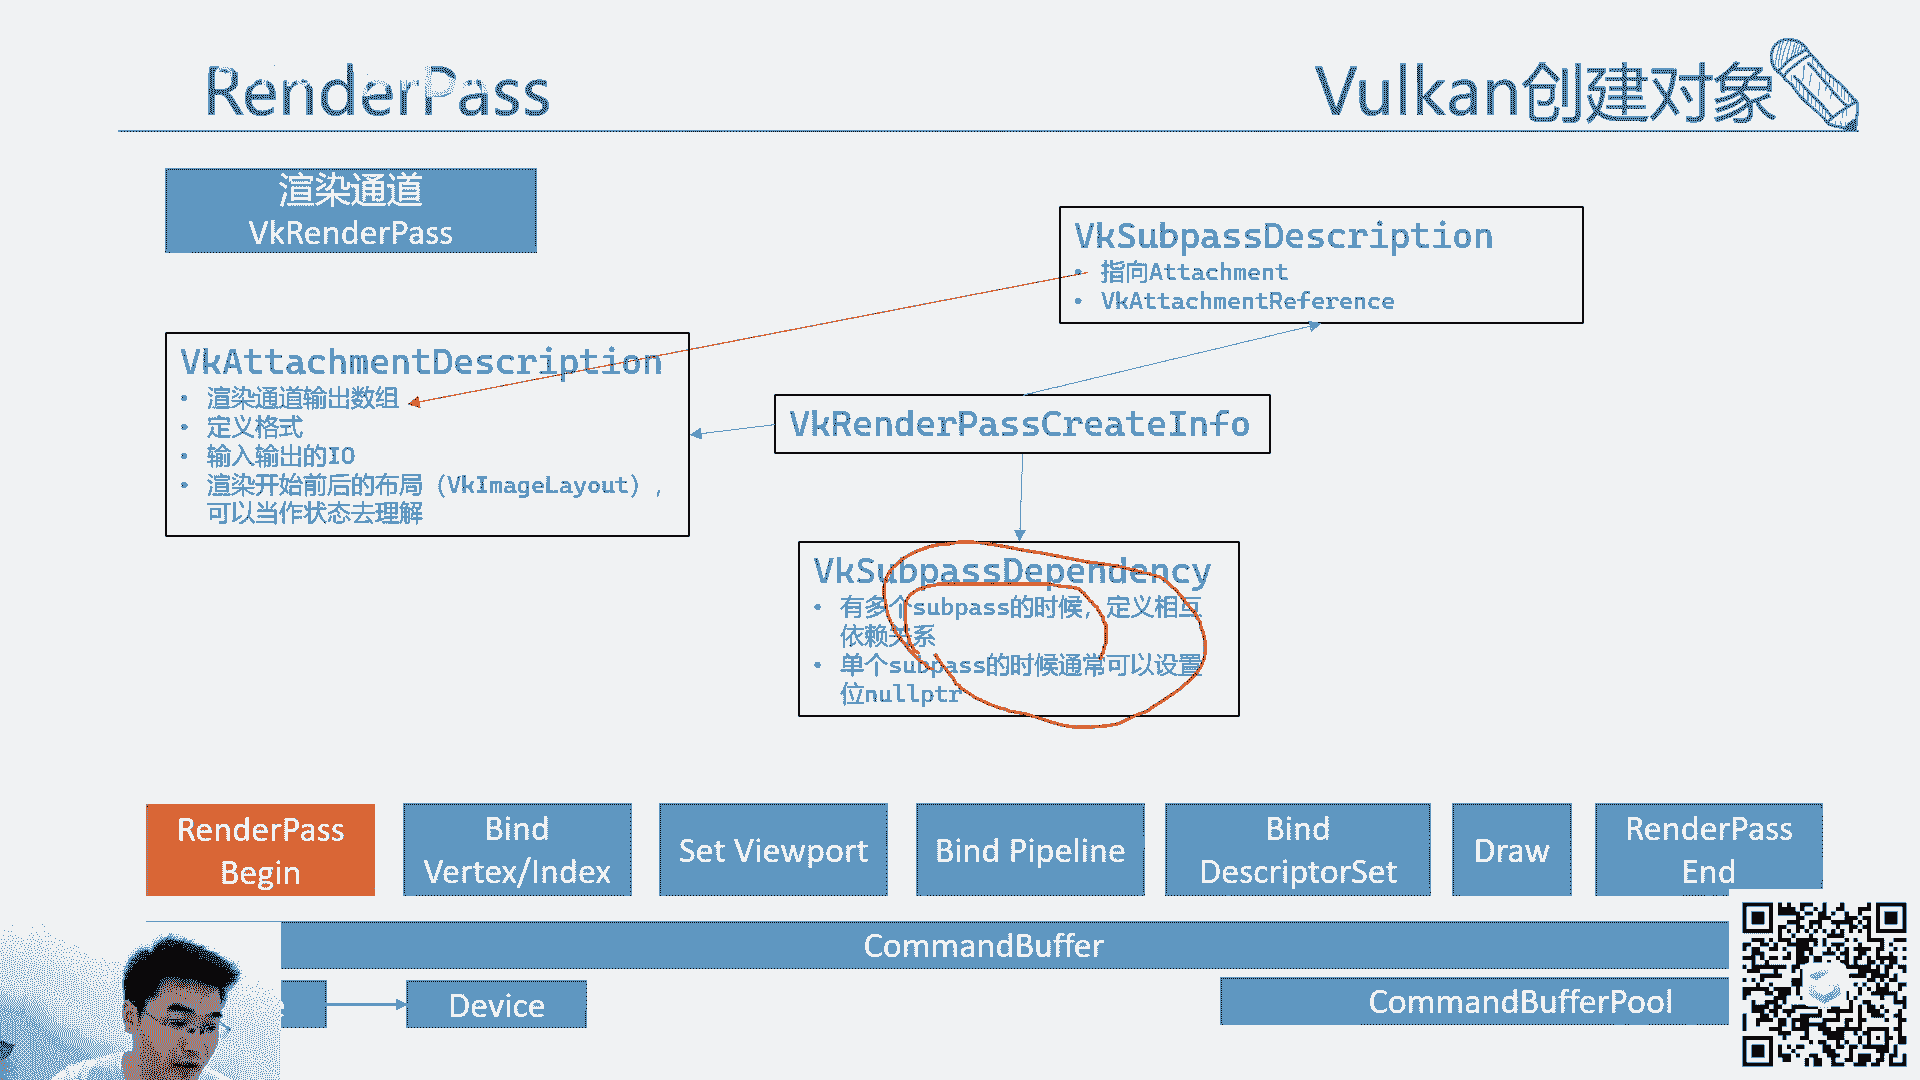 RenderPass
Vulkan创建对象
渲染通道
VkRenderPass
VkSubpassDescription
• 指向Attachment
• VkAttachmentReference
VkAttachmentDescription
• 渲染通道输出数组
• 定义格式
• 输入输出的IO
• 渲染开始前后的布局（VkImageLayout），
可以当作状态去理解
VkRenderPassCreateInfo
VkSubpassDependency
• 有多个subpass的时候，定义相互
依赖关系
• 单个subpass的时候通常可以设置
位nullptr
RenderPass
Begin
Bind
Vertex/Index
Set Viewport
Bind Pipeline
Bind
DescriptorSet
Draw
RenderPass
End
CommandBuffer
Device
CommandBufferPool